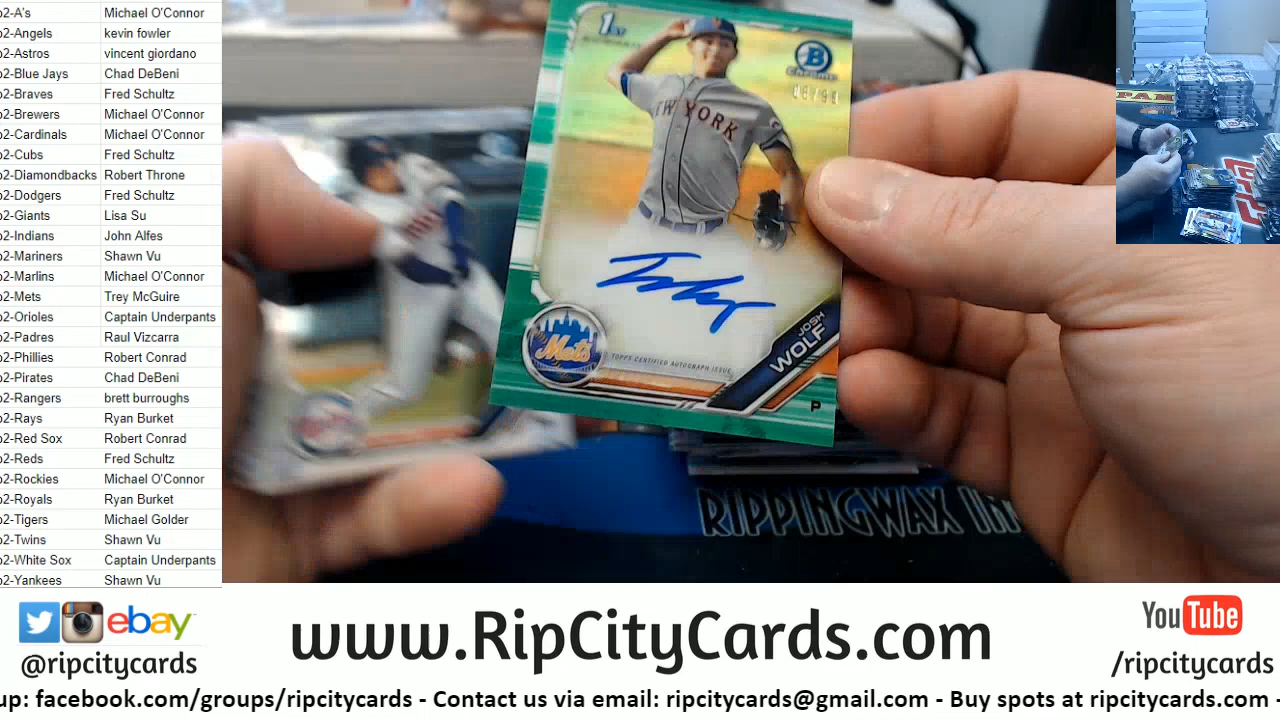 o2-A's Michael O'Connor
o2-Angels kevin fowler
o2-Astros vincent giordano
o2-Blue Jays Chad DeBeni
o2-Braves Fred Schultz
o2-Brewers Michael O'Connor
o2-Cardinals Michael O'Connor
o2-Cubs Fred Schultz
o2-Diamondbacks Robert Throne
o2-Dodgers Fred Schultz
o2-Giants Lisa Su
o2-Indians John Alfes
o2-Mariners Shawn Vu
o2-Marlins Michael O'Connor
o2-Mets Trey McGuire
o2-Orioles Captain Underpants
o2-Padres Raul Vizcarra
o2-Phillies Robert Conrad
o2-Pirates Chad DeBeni
o2-Rangers brett burroughs
o2-Rays Ryan Burket
o2-Red Sox Robert Conrad
o2-Reds Fred Schultz
o2-Rockies Michael O'Connor
o2-Royals Ryan Burket
o2-Tigers Michael Golder
o2-Twins Shawn Vu
o2-White Sox Captain Underpants
o2-Yankees Shawn Vu
1ST
B
Chrome
NEW YORK
Mets
TOPPS CERTIFIED AUTOGRAPH ISSUE
JOSH
WOLF
P
RIPPINGWAX IN
ebay
@ripcitycards
www.RipCityCards.com
YouTube
/ripcitycards
up: facebook.com/groups/ripcitycards - Contact us via email: ripcitycards@gmail.com - Buy spots at ripcitycards.com -